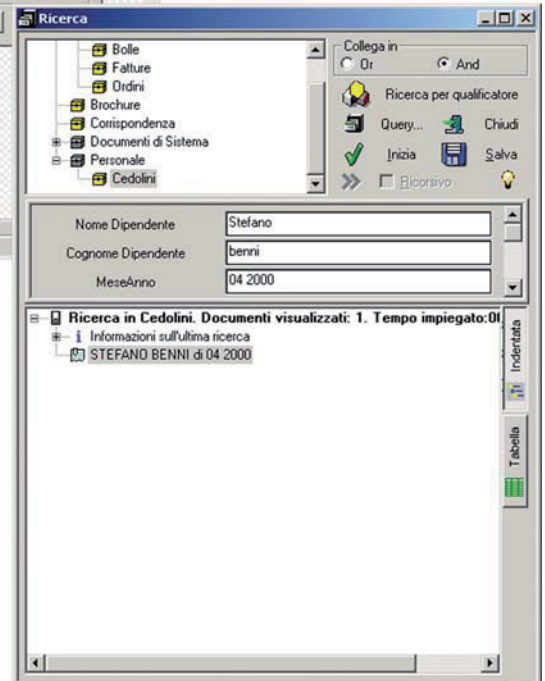 Ricerca
Bolle
Fatture
Ordini
Brochure
Corrispondenza
Documenti di Sistema
Personale
Cedolini
Collega in
Or And
Ricerca per qualificatore
Query... Chiudi
Inizia Salva
Ricorsivo
Nome Dipendente Stefano
Cognome Dipendente benni
MeseAnno 04 2000
Ricerca in Cedolini. Documenti visualizzati: 1. Tempo impiegato:
Informazioni sull'ultima ricerca
STEFANO BENNI di 04 2000
Indentata
Tabella